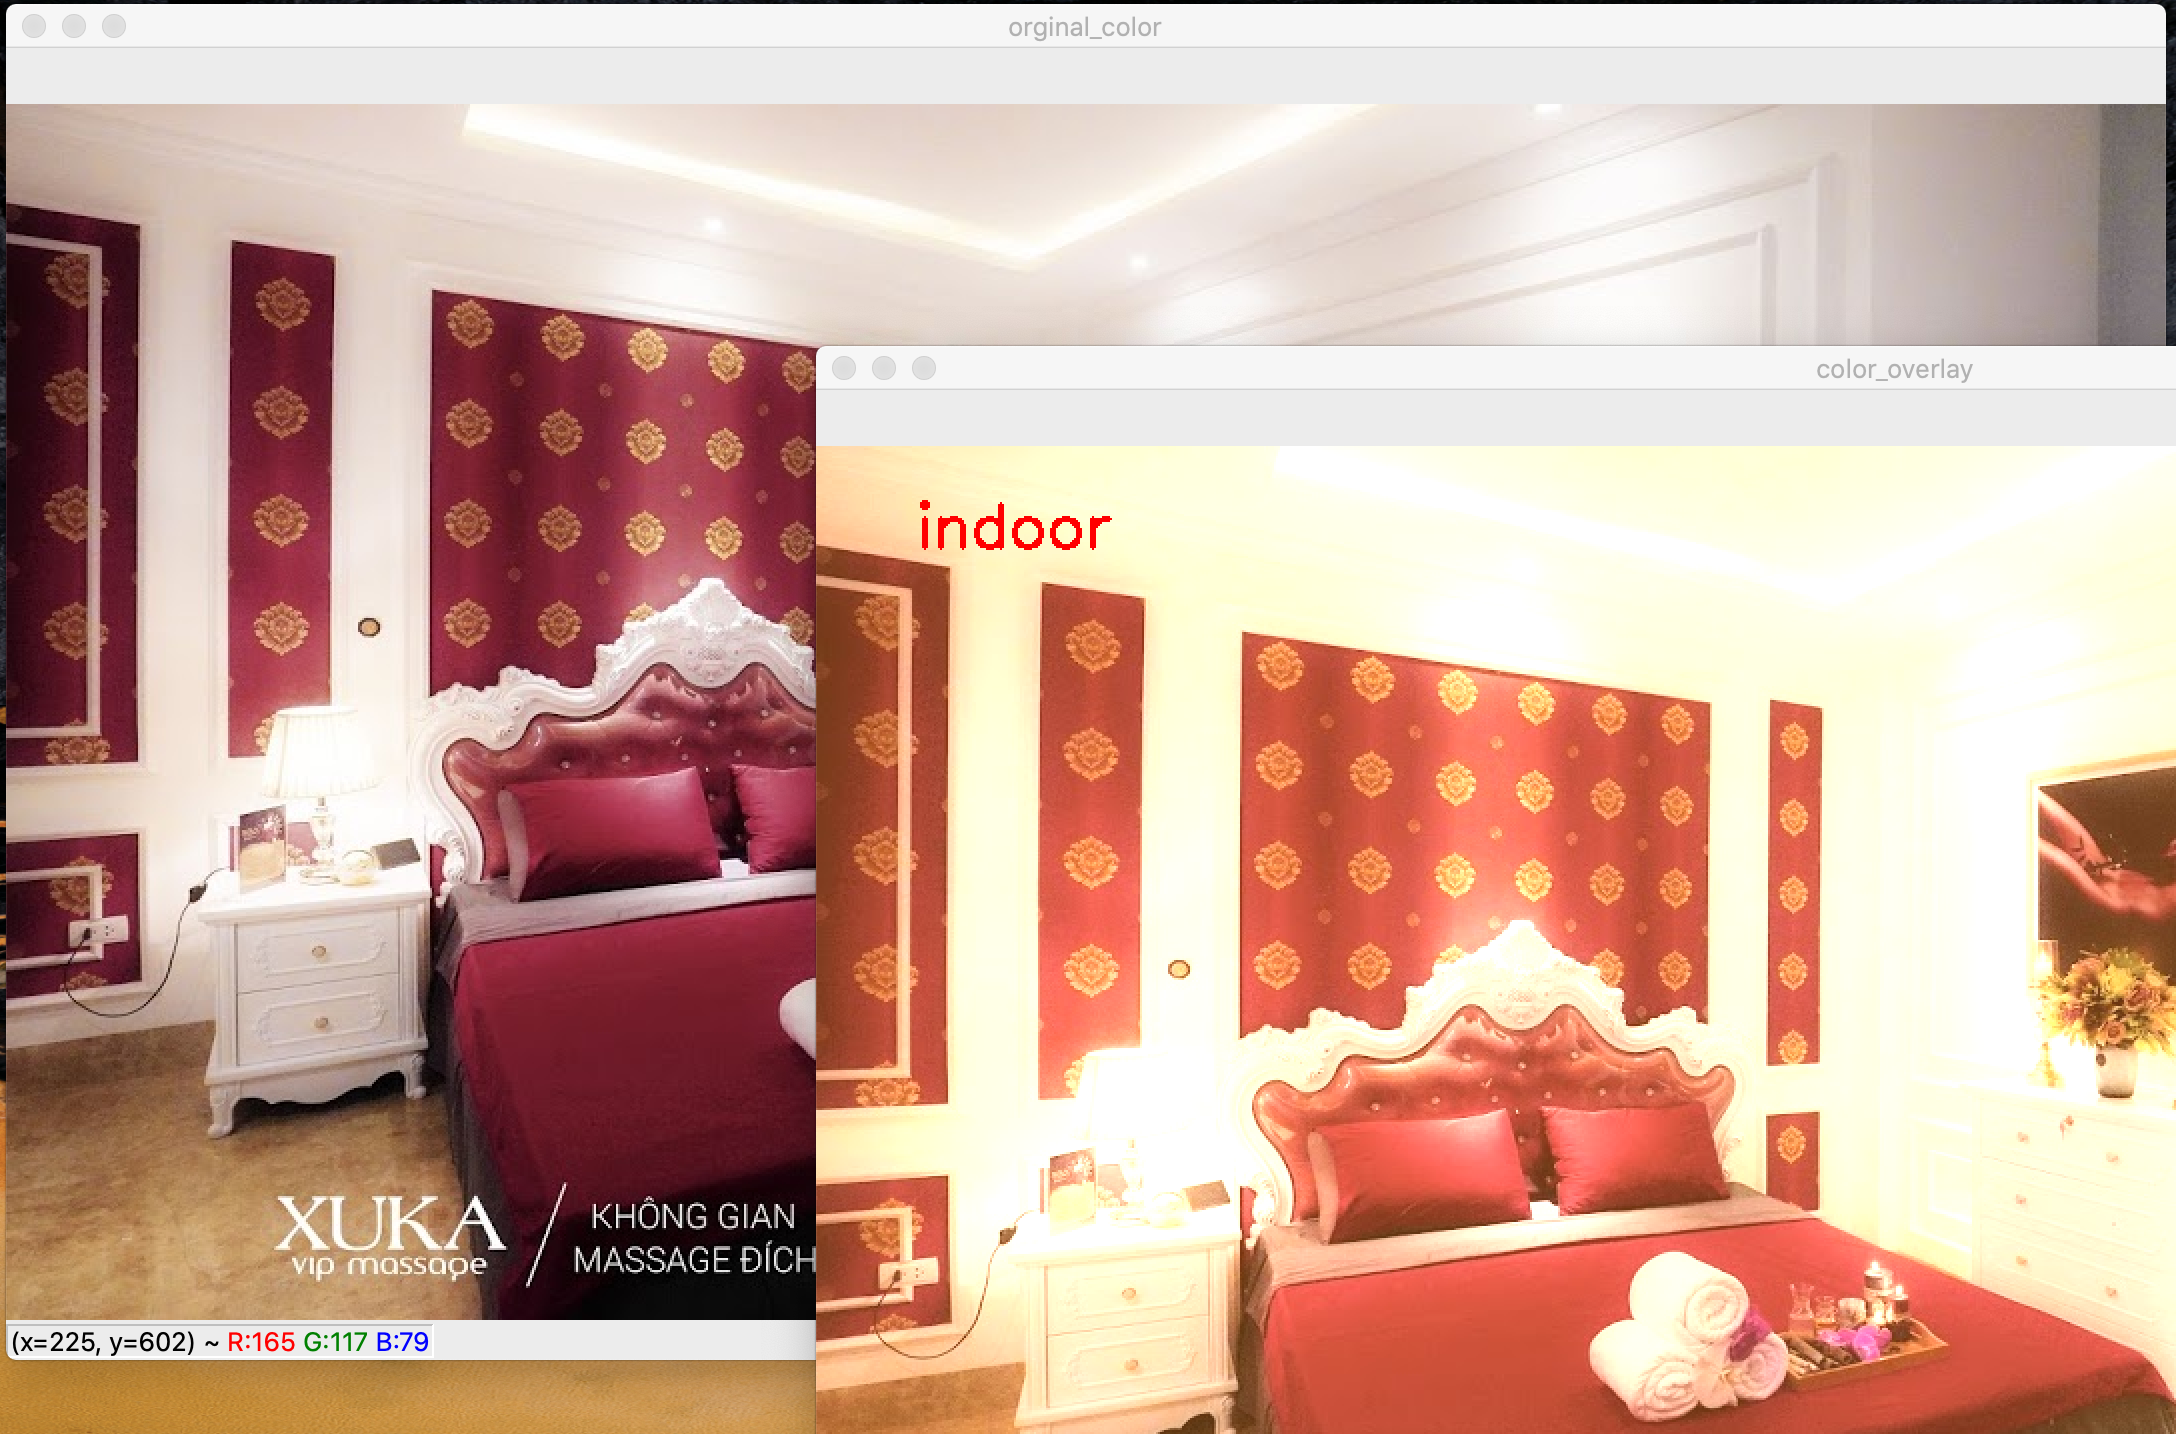 orginal_color
color_overlay
indoor
XUKA
vip massage
KHÔNG GIAN
MASSAGE ĐÍCH
(x=225, y=602) ~ R:165 G:117 B:79